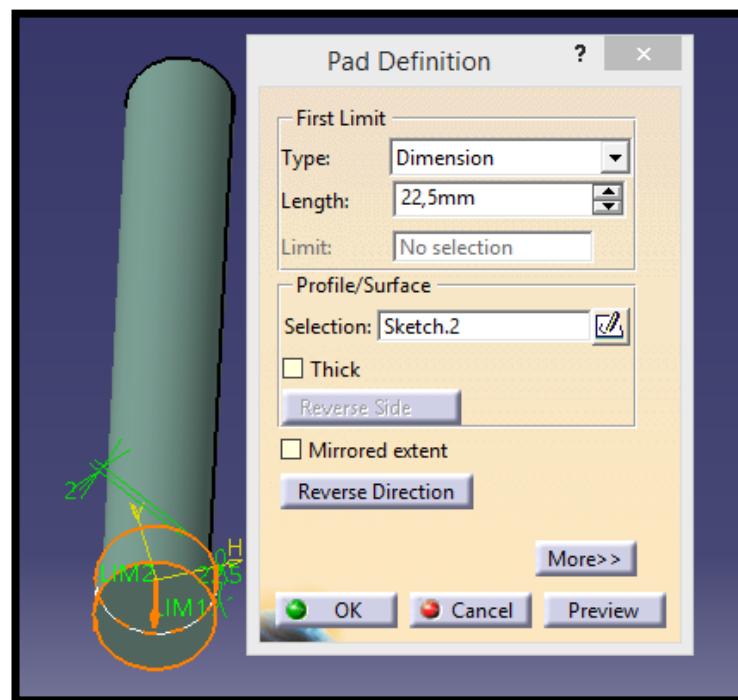 Pad Definition ? ×
First Limit
Type: Dimension
Length: 22,5mm
Limit: No selection
Profile/Surface
Selection: Sketch.2
Thick
Reverse Side
Mirrored extent
Reverse Direction
More>>
OK Cancel Preview
2
V
H
LIM2
LIM1